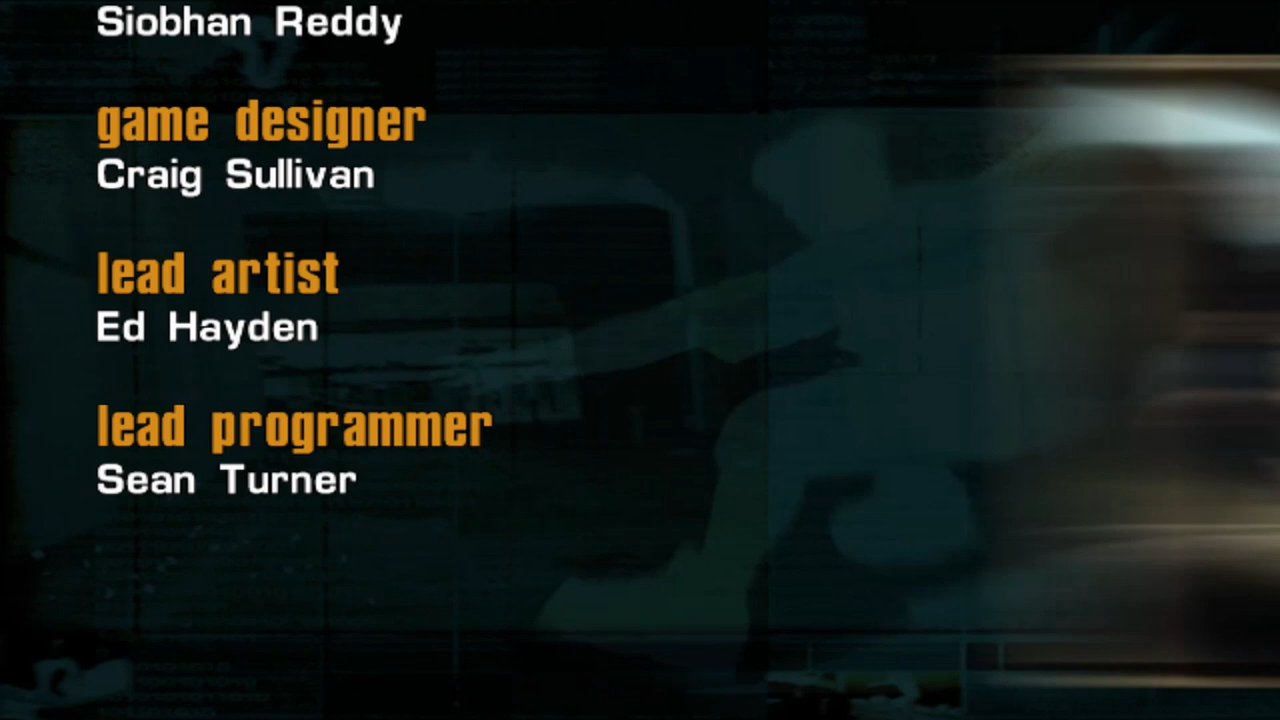 Siobhan Reddy
game designer
Craig Sullivan
lead artist
Ed Hayden
lead programmer
Sean Turner